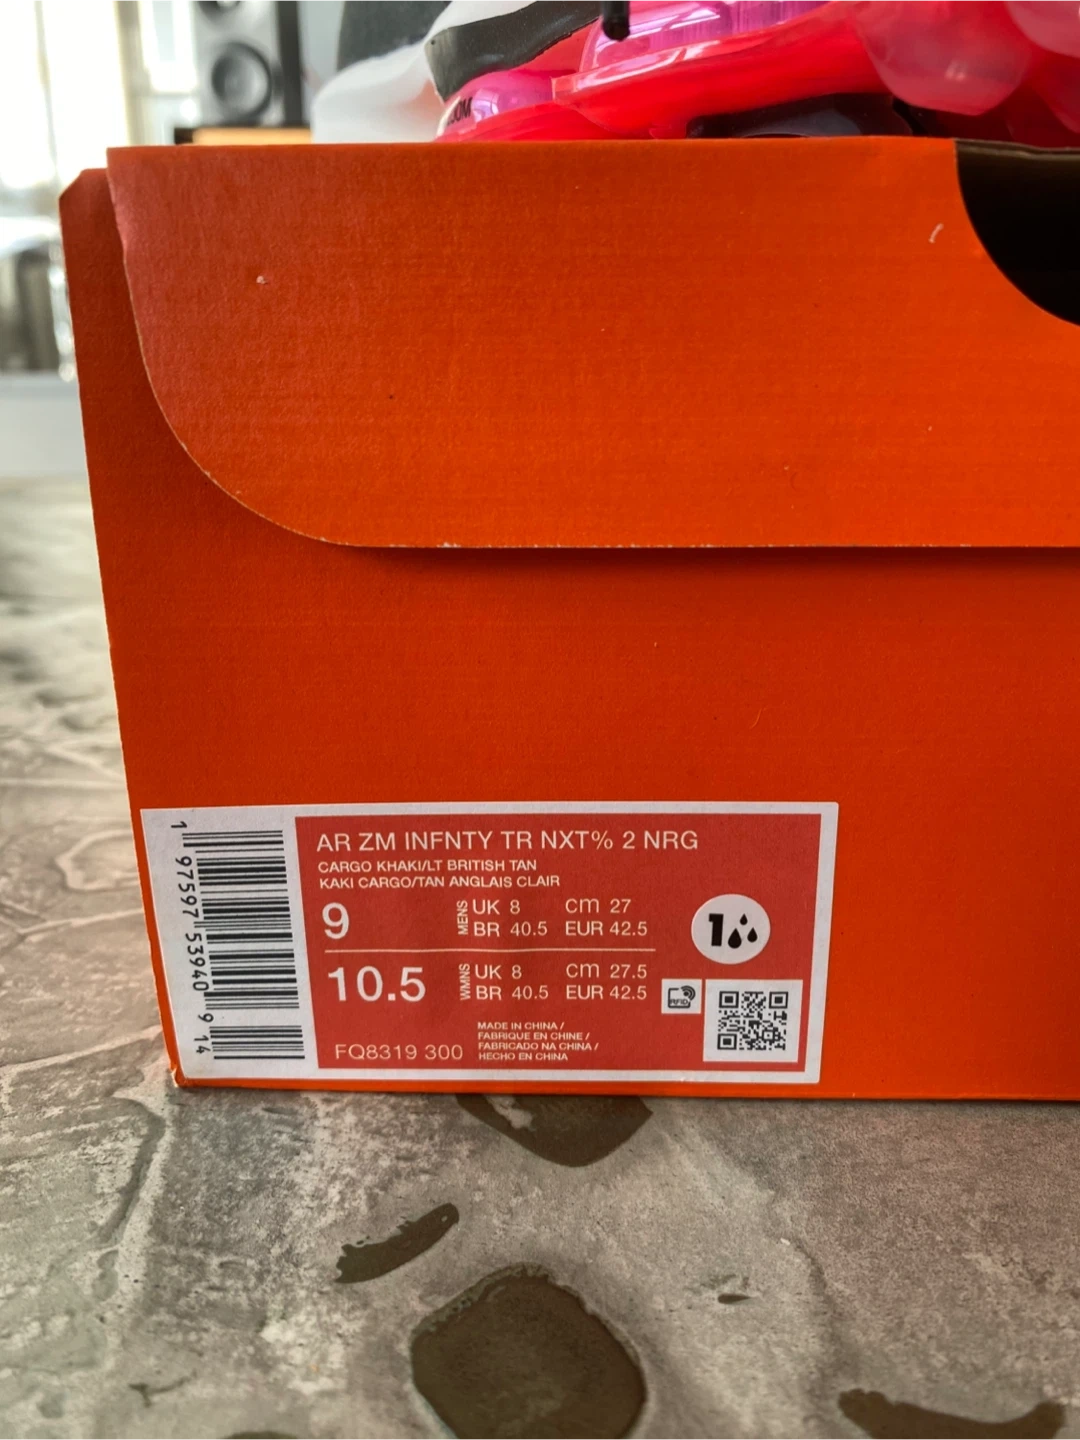 AR ZM INFNTY TR NXT% 2 NRG
CARGO KHAKI/LT BRITISH TAN
KAKI CARGO/TAN ANGLAIS CLAIR
9 MENS UK 8 cm 27
BR 40.5 EUR 42.5
10.5 WMNS UK 8 cm 27.5
BR 40.5 EUR 42.5
RFID
MADE IN CHINA /
FABRIQUE EN CHINE /
FABRICADO NA CHINA /
HECHO EN CHINA
FQ8319 300
1
1 97597 53940 9 14